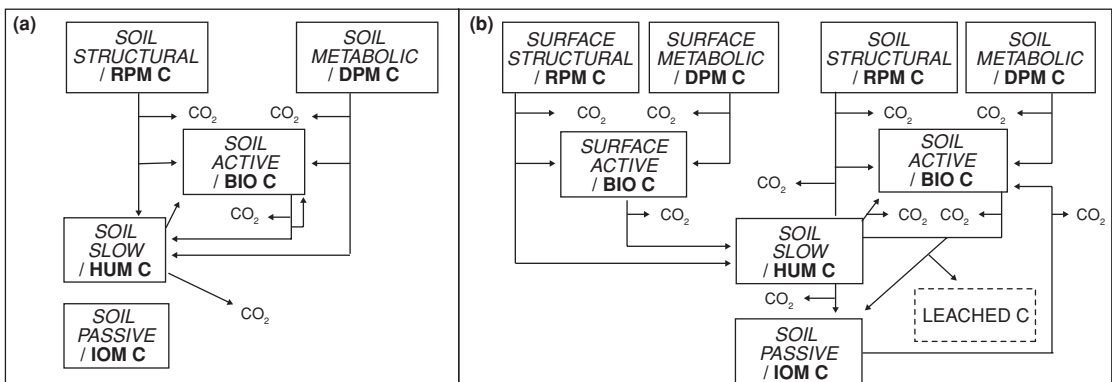 (a)
SOIL
STRUCTURAL
/ RPM C
SOIL
METABOLIC
/ DPM C
CO2
CO2
SOIL
ACTIVE
/ BIO C
CO2
SOIL
SLOW
/ HUM C
CO2
SOIL
PASSIVE
/ IOM C
(b)
SURFACE
STRUCTURAL
/ RPM C
SURFACE
METABOLIC
/ DPM C
SOIL
STRUCTURAL
/ RPM C
SOIL
METABOLIC
/ DPM C
CO2
CO2
CO2
CO2
SURFACE
ACTIVE
/ BIO C
SOIL
ACTIVE
/ BIO C
CO2
CO2
CO2
CO2
CO2
SOIL
SLOW
/ HUM C
CO2
LEACHED C
SOIL
PASSIVE
/ IOM C